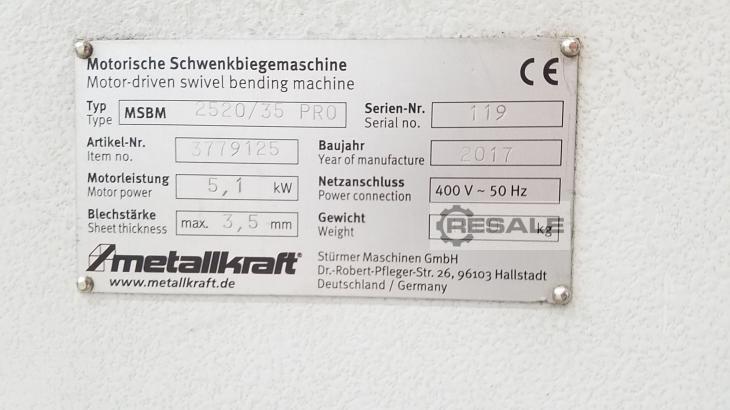 Motorische Schwenkbiegemaschine
Motor-driven swivel bending machine
CE
Typ
Type
MSBM 2520/35 PRO
Serien-Nr.
Serial no.
119
Artikel-Nr.
Item no.
3779125
Baujahr
Year of manufacture
2017
Motorleistung
Motor power
5,1 kW
Netzanschluss
Power connection
400 V ~ 50 Hz
Blechstärke
Sheet thickness
max. 3,5 mm
Gewicht
Weight
kg
RESALE
metallkraft®
www.metallkraft.de
Stürmer Maschinen GmbH
Dr.-Robert-Pfleger-Str. 26, 96103 Hallstadt
Deutschland / Germany